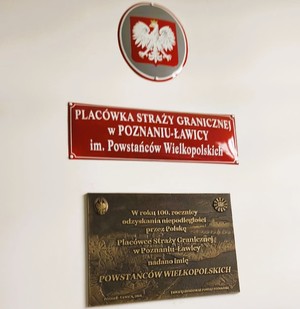 PLACÓWKA STRAŻY GRANICZNEJ
w POZNANIU-ŁAWICY
im. Powstańców Wielkopolskich
W roku 100. rocznicy
odzyskania niepodległości
przez Polskę
Placówce Straży Granicznej
w Poznaniu-Ławicy
nadano imię
POWSTAŃCÓW WIELKOPOLSKICH